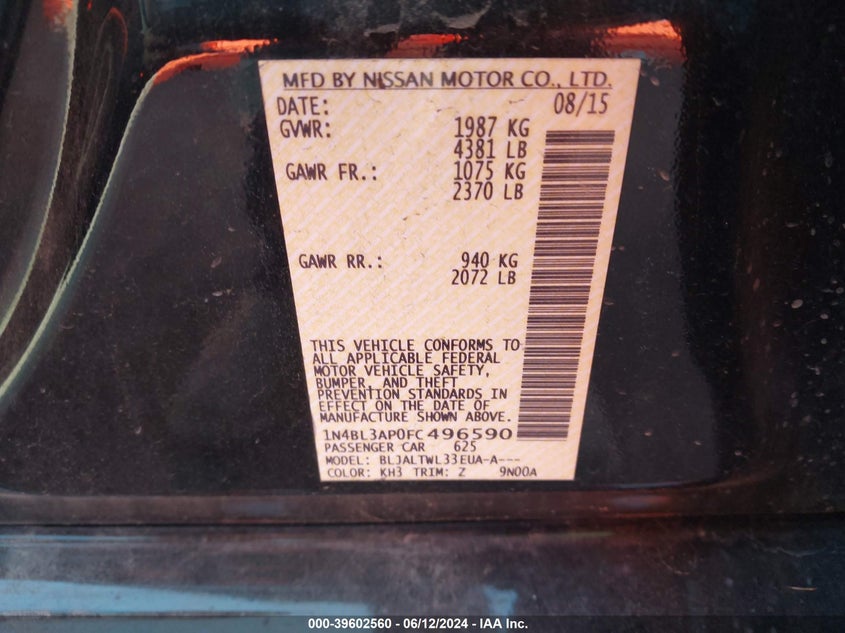 MFD BY NISSAN MOTOR CO., LTD.
DATE: 08/15
GVWR: 1987 KG
4381 LB
GAWR FR.: 1075 KG
2370 LB
GAWR RR.: 940 KG
2072 LB
THIS VEHICLE CONFORMS TO
ALL APPLICABLE FEDERAL
MOTOR VEHICLE SAFETY,
BUMPER, AND THEFT
PREVENTION STANDARDS IN
EFFECT ON THE DATE OF
MANUFACTURE SHOWN ABOVE.
1N4BL3AP0FC496590
PASSENGER CAR 625
MODEL: BLJALTWL33EUA-A---
COLOR: KH3 TRIM: Z 9N00A
000-39602560 - 06/12/2024 - IAA Inc.